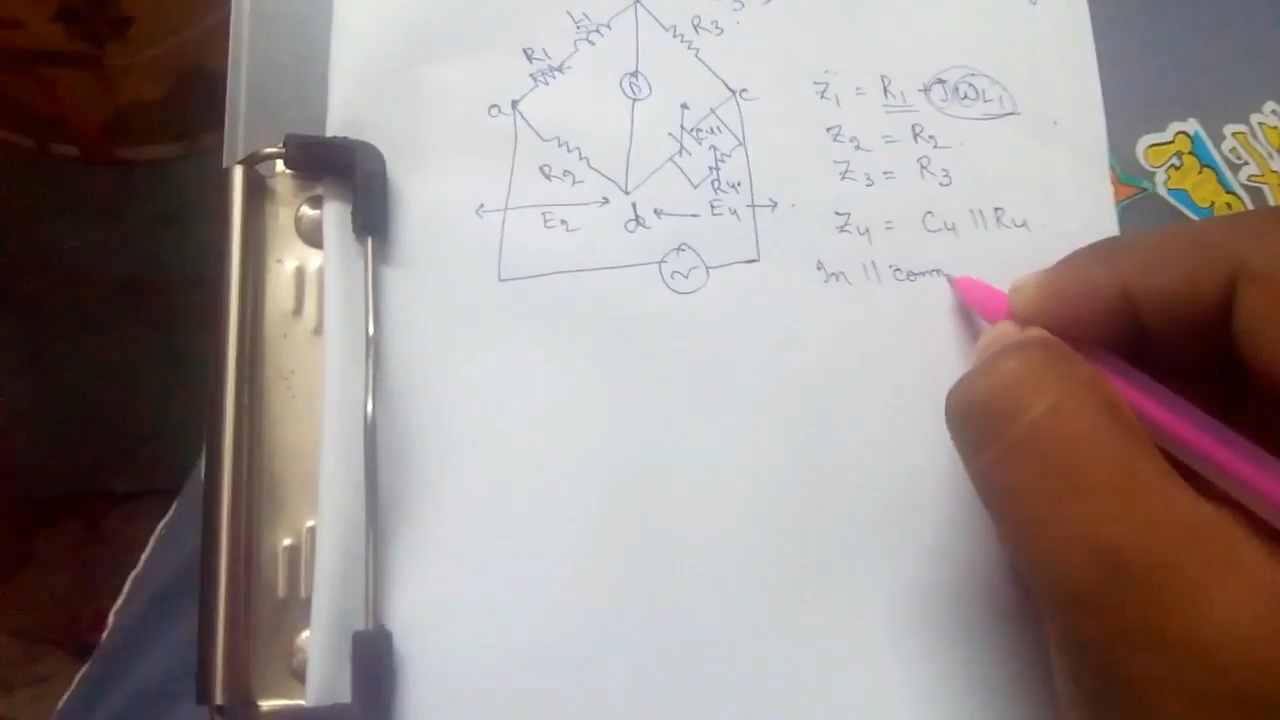 L1
R3
R1
a
D
c
C4
R2
R4
E2
d
E4
Z1 = R1 + jωL1
Z2 = R2
Z3 = R3
Z4 = C4 || R4
In || comm